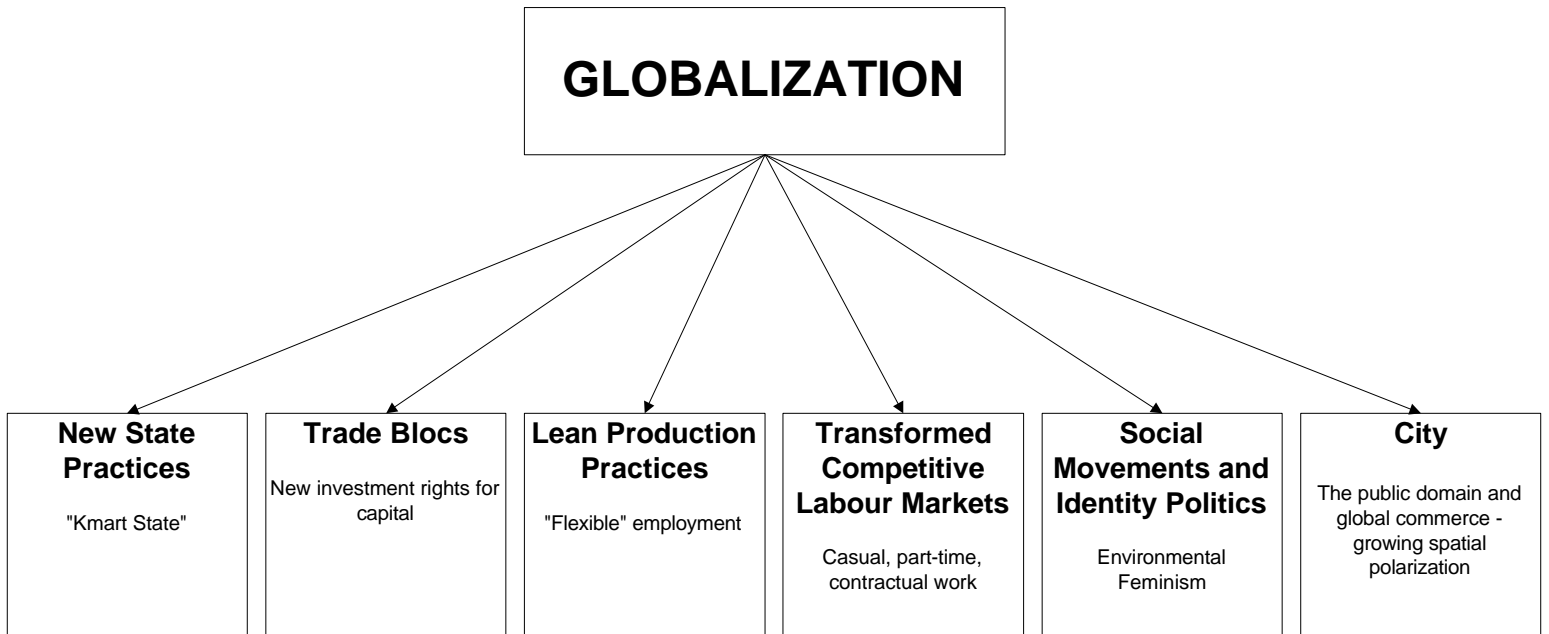 GLOBALIZATION
New State
Practices
"Kmart State"
Trade Blocs
New investment rights for
capital
Lean Production
Practices
"Flexible" employment
Transformed
Competitive
Labour Markets
Casual, part-time,
contractual work
Social
Movements and
Identity Politics
Environmental
Feminism
City
The public domain and
global commerce -
growing spatial
polarization